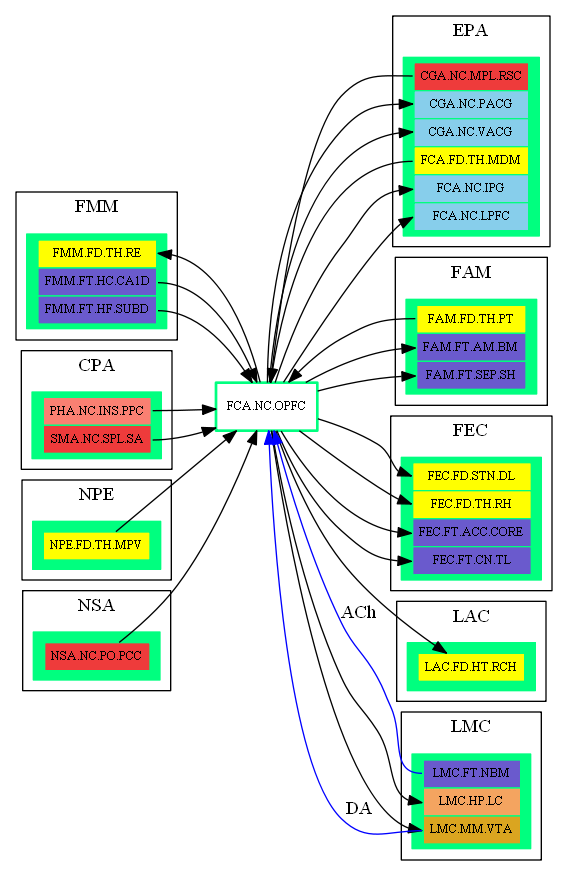 EPA
CGA.NC.MPL.RSC
CGA.NC.PACG
CGA.NC.VACG
FCA.FD.TH.MDM
FCA.NC.IPG
FCA.NC.LPFC
FMM
FMM.FD.TH.RE
FMM.FT.HC.CA1D
FMM.FT.HF.SUBD
FAM
FAM.FD.TH.PT
FAM.FT.AM.BM
FAM.FT.SEP.SH
CPA
PHA.NC.INS.PPC
SMA.NC.SPL.SA
FCA.NC.OPFC
FEC
FEC.FD.STN.DL
FEC.FD.TH.RH
FEC.FT.ACC.CORE
FEC.FT.CN.TL
NPE
NPE.FD.TH.MPV
NSA
NSA.NC.PO.PCC
ACh
LAC
LAC.FD.HT.RCH
LMC
LMC.FT.NBM
LMC.HP.LC
LMC.MM.VTA
DA